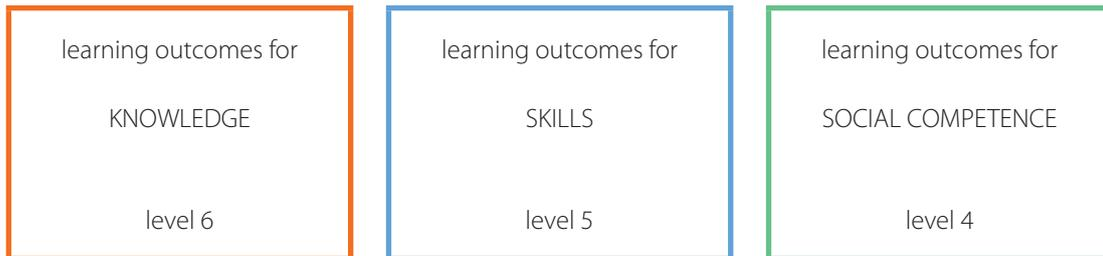 learning outcomes for
KNOWLEDGE
level 6
learning outcomes for
SKILLS
level 5
learning outcomes for
SOCIAL COMPETENCE
level 4